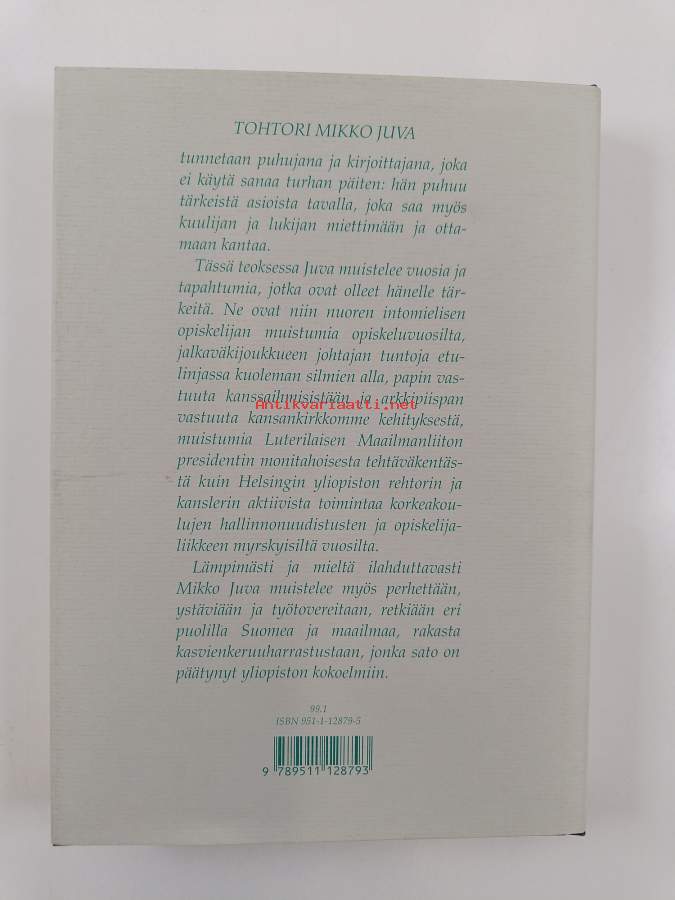 TOHTORI MIKKO JUVA
tunnetaan puhujana ja kirjoittajana, joka
ei käytä sanaa turhan päiten: hän puhuu
tärkeistä asioista tavalla, joka saa myös
kuulijan ja lukijan miettimään ja otta-
maan kantaa.
Tässä teoksessa Juva muistelee vuosia ja
tapahtumia, jotka ovat olleet hänelle tär-
keitä. Ne ovat niin nuoren intomielisen
opiskelijan muistumia opiskeluvuosilta,
jalkaväkijoukkueen johtajan tuntoja etu-
linjassa kuoleman silmien alla, papin vas-
tuuta kanssaihmisistään ja arkkipiispan
Antikvariaatti.net
vastuuta kansankirkkomme kehityksestä,
muistumia Luterilaisen Maailmanliiton
presidentin monitahoisesta tehtäväkentäs-
tä kuin Helsingin yliopiston rehtorin ja
kanslerin aktiivista toimintaa korkeakou-
lujen hallinnonuudistusten ja opiskelija-
liikkeen myrskyisiltä vuosilta.
Lämpimästi ja mieltä ilahduttavasti
Mikko Juva muistelee myös perhettään,
ystäviään ja työtovereitaan, retkiään eri
puolilla Suomea ja maailmaa, rakasta
kasvienkeruuharrastustaan, jonka sato on
päätynyt yliopiston kokoelmiin.
99.1
ISBN 951-1-12879-5
9 789511 128793